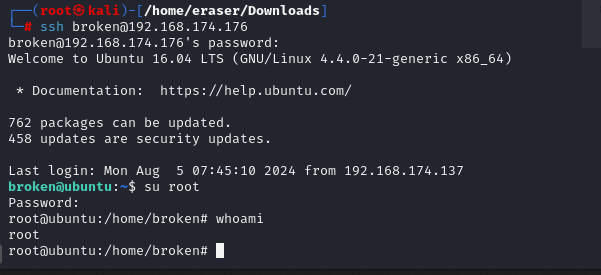 ┌──(root㉿kali)-[/home/eraser/Downloads]
└─# ssh broken@192.168.174.176
broken@192.168.174.176's password:
Welcome to Ubuntu 16.04 LTS (GNU/Linux 4.4.0-21-generic x86_64)
* Documentation:  https://help.ubuntu.com/
762 packages can be updated.
458 updates are security updates.
Last login: Mon Aug  5 07:45:10 2024 from 192.168.174.137
broken@ubuntu:~$ su root
Password:
root@ubuntu:/home/broken# whoami
root
root@ubuntu:/home/broken#